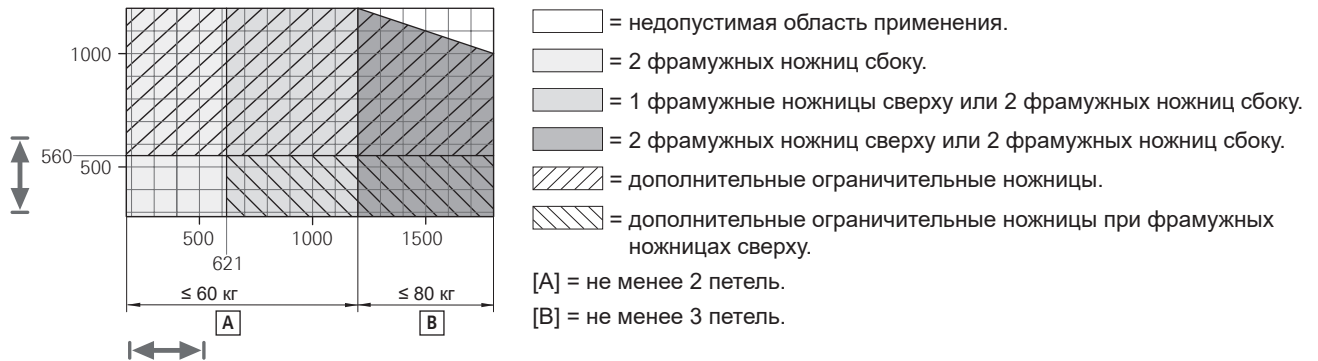 1000
560
500
500
1000
1500
621
≤ 60 кг
≤ 80 кг
A
B
= недопустимая область применения.
= 2 фрамужных ножниц сбоку.
= 1 фрамужные ножницы сверху или 2 фрамужных ножниц сбоку.
= 2 фрамужных ножниц сверху или 2 фрамужных ножниц сбоку.
= дополнительные ограничительные ножницы.
= дополнительные ограничительные ножницы при фрамужных
ножницах сверху.
[A] = не менее 2 петель.
[B] = не менее 3 петель.